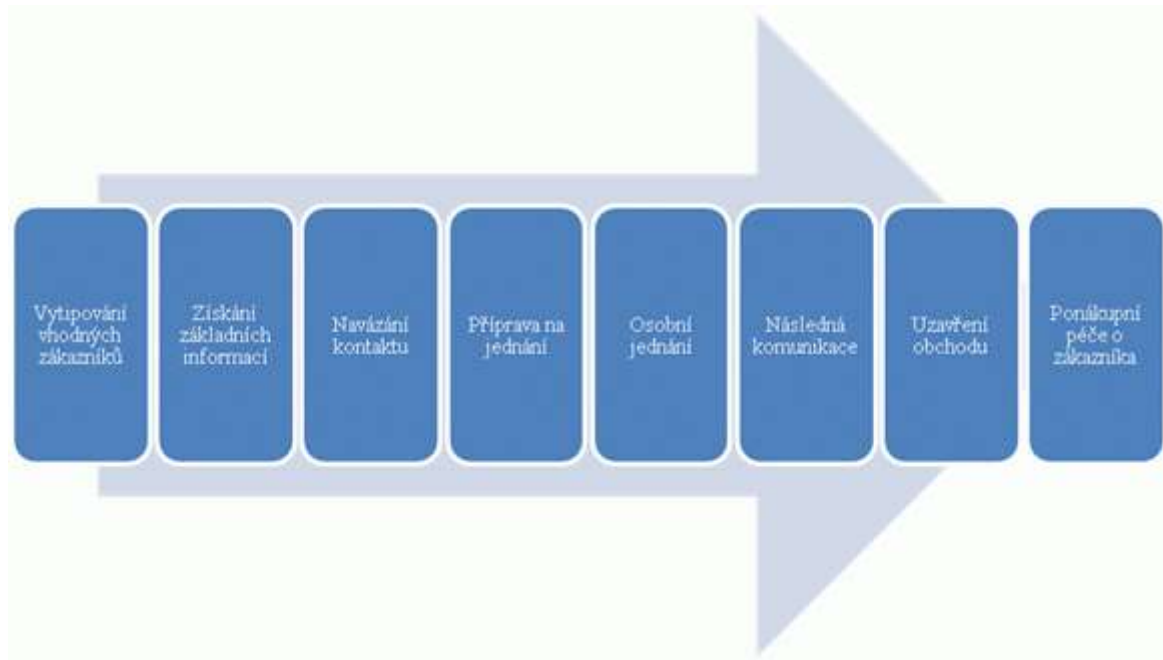 Vytipování
vhodných
zákazníků
Získání
základních
informací
Navázání
kontaktu
Příprava na
jednání
Osobní
jednání
Následná
komunikace
Uzavření
obchodu
Ponákupní
péče o
zákazníka